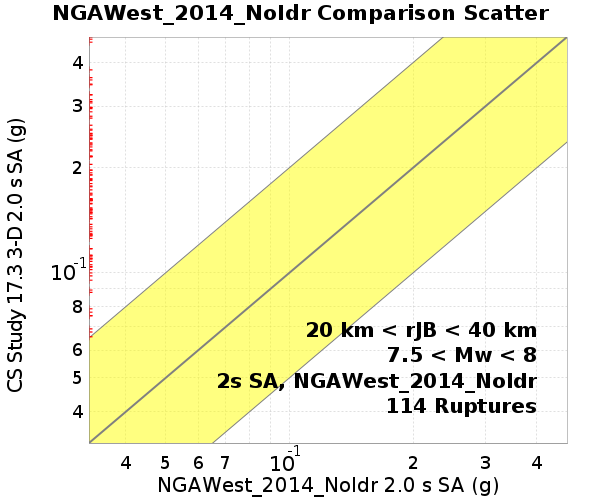 NGAWest_2014_NoIdr Comparison Scatter
CS Study 17.3 3-D 2.0 s SA (g)
4
3
2
10-1
8
6
5
4
20 km < rJB < 40 km
7.5 < Mw < 8
2s SA, NGAWest_2014_NoIdr
114 Ruptures
4 5 6 7 10-1 2 3 4
NGAWest_2014_NoIdr 2.0 s SA (g)